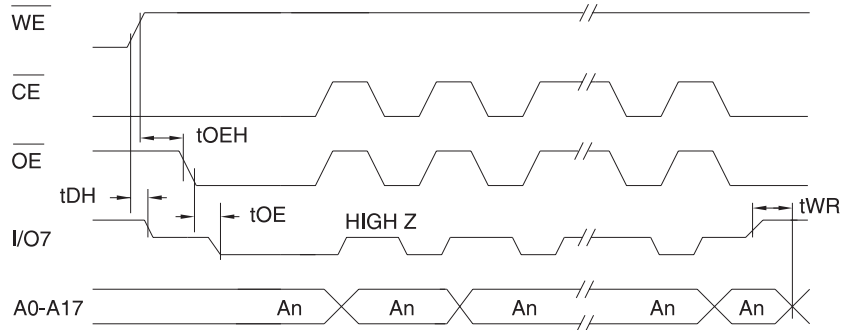 WE
CE
tOEH
OE
tDH
tOE
HIGH Z
tWR
I/O7
A0-A17 An An An An An